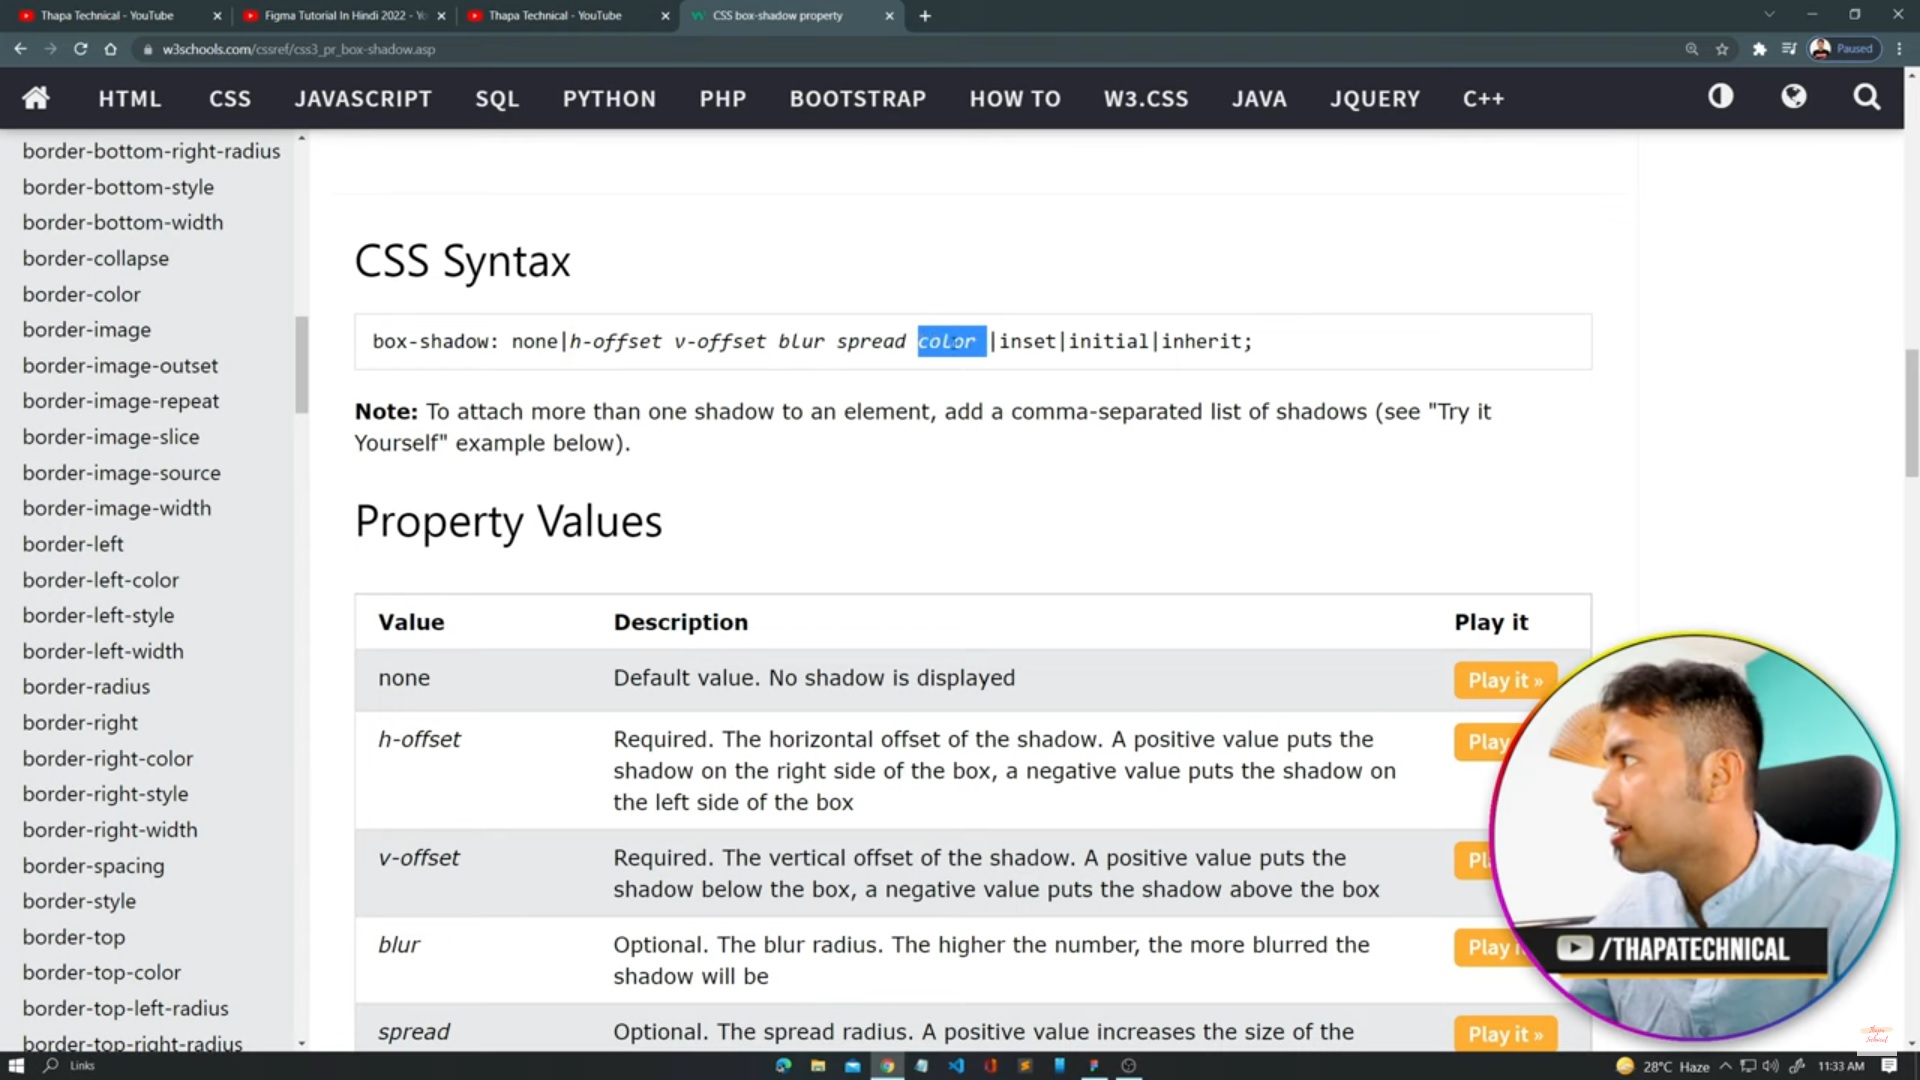 Thapa Technical - YouTube
Figma Tutorial In Hindi 2022 - Yo
Thapa Technical - YouTube
CSS box-shadow property
w3schools.com/cssref/css3_pr_box-shadow.asp
Paused
HTML CSS JAVASCRIPT SQL PYTHON PHP BOOTSTRAP HOW TO W3.CSS JAVA JQUERY C++
border-bottom-right-radius
border-bottom-style
border-bottom-width
border-collapse
border-color
border-image
border-image-outset
border-image-repeat
border-image-slice
border-image-source
border-image-width
border-left
border-left-color
border-left-style
border-left-width
border-radius
border-right
border-right-color
border-right-style
border-right-width
border-spacing
border-style
border-top
border-top-color
border-top-left-radius
border-top-right-radius
CSS Syntax
box-shadow: none|h-offset v-offset blur spread color |inset|initial|inherit;
Note: To attach more than one shadow to an element, add a comma-separated list of shadows (see "Try it
Yourself" example below).
Property Values
Value Description Play it
none Default value. No shadow is displayed Play it »
h-offset Required. The horizontal offset of the shadow. A positive value puts the Play
shadow on the right side of the box, a negative value puts the shadow on
the left side of the box
v-offset Required. The vertical offset of the shadow. A positive value puts the Pl
shadow below the box, a negative value puts the shadow above the box
blur Optional. The blur radius. The higher the number, the more blurred the Play i
shadow will be
spread Optional. The spread radius. A positive value increases the size of the Play it »
/THAPATECHNICAL
Thapa
Technical
Links
28°C Haze
11:33 AM